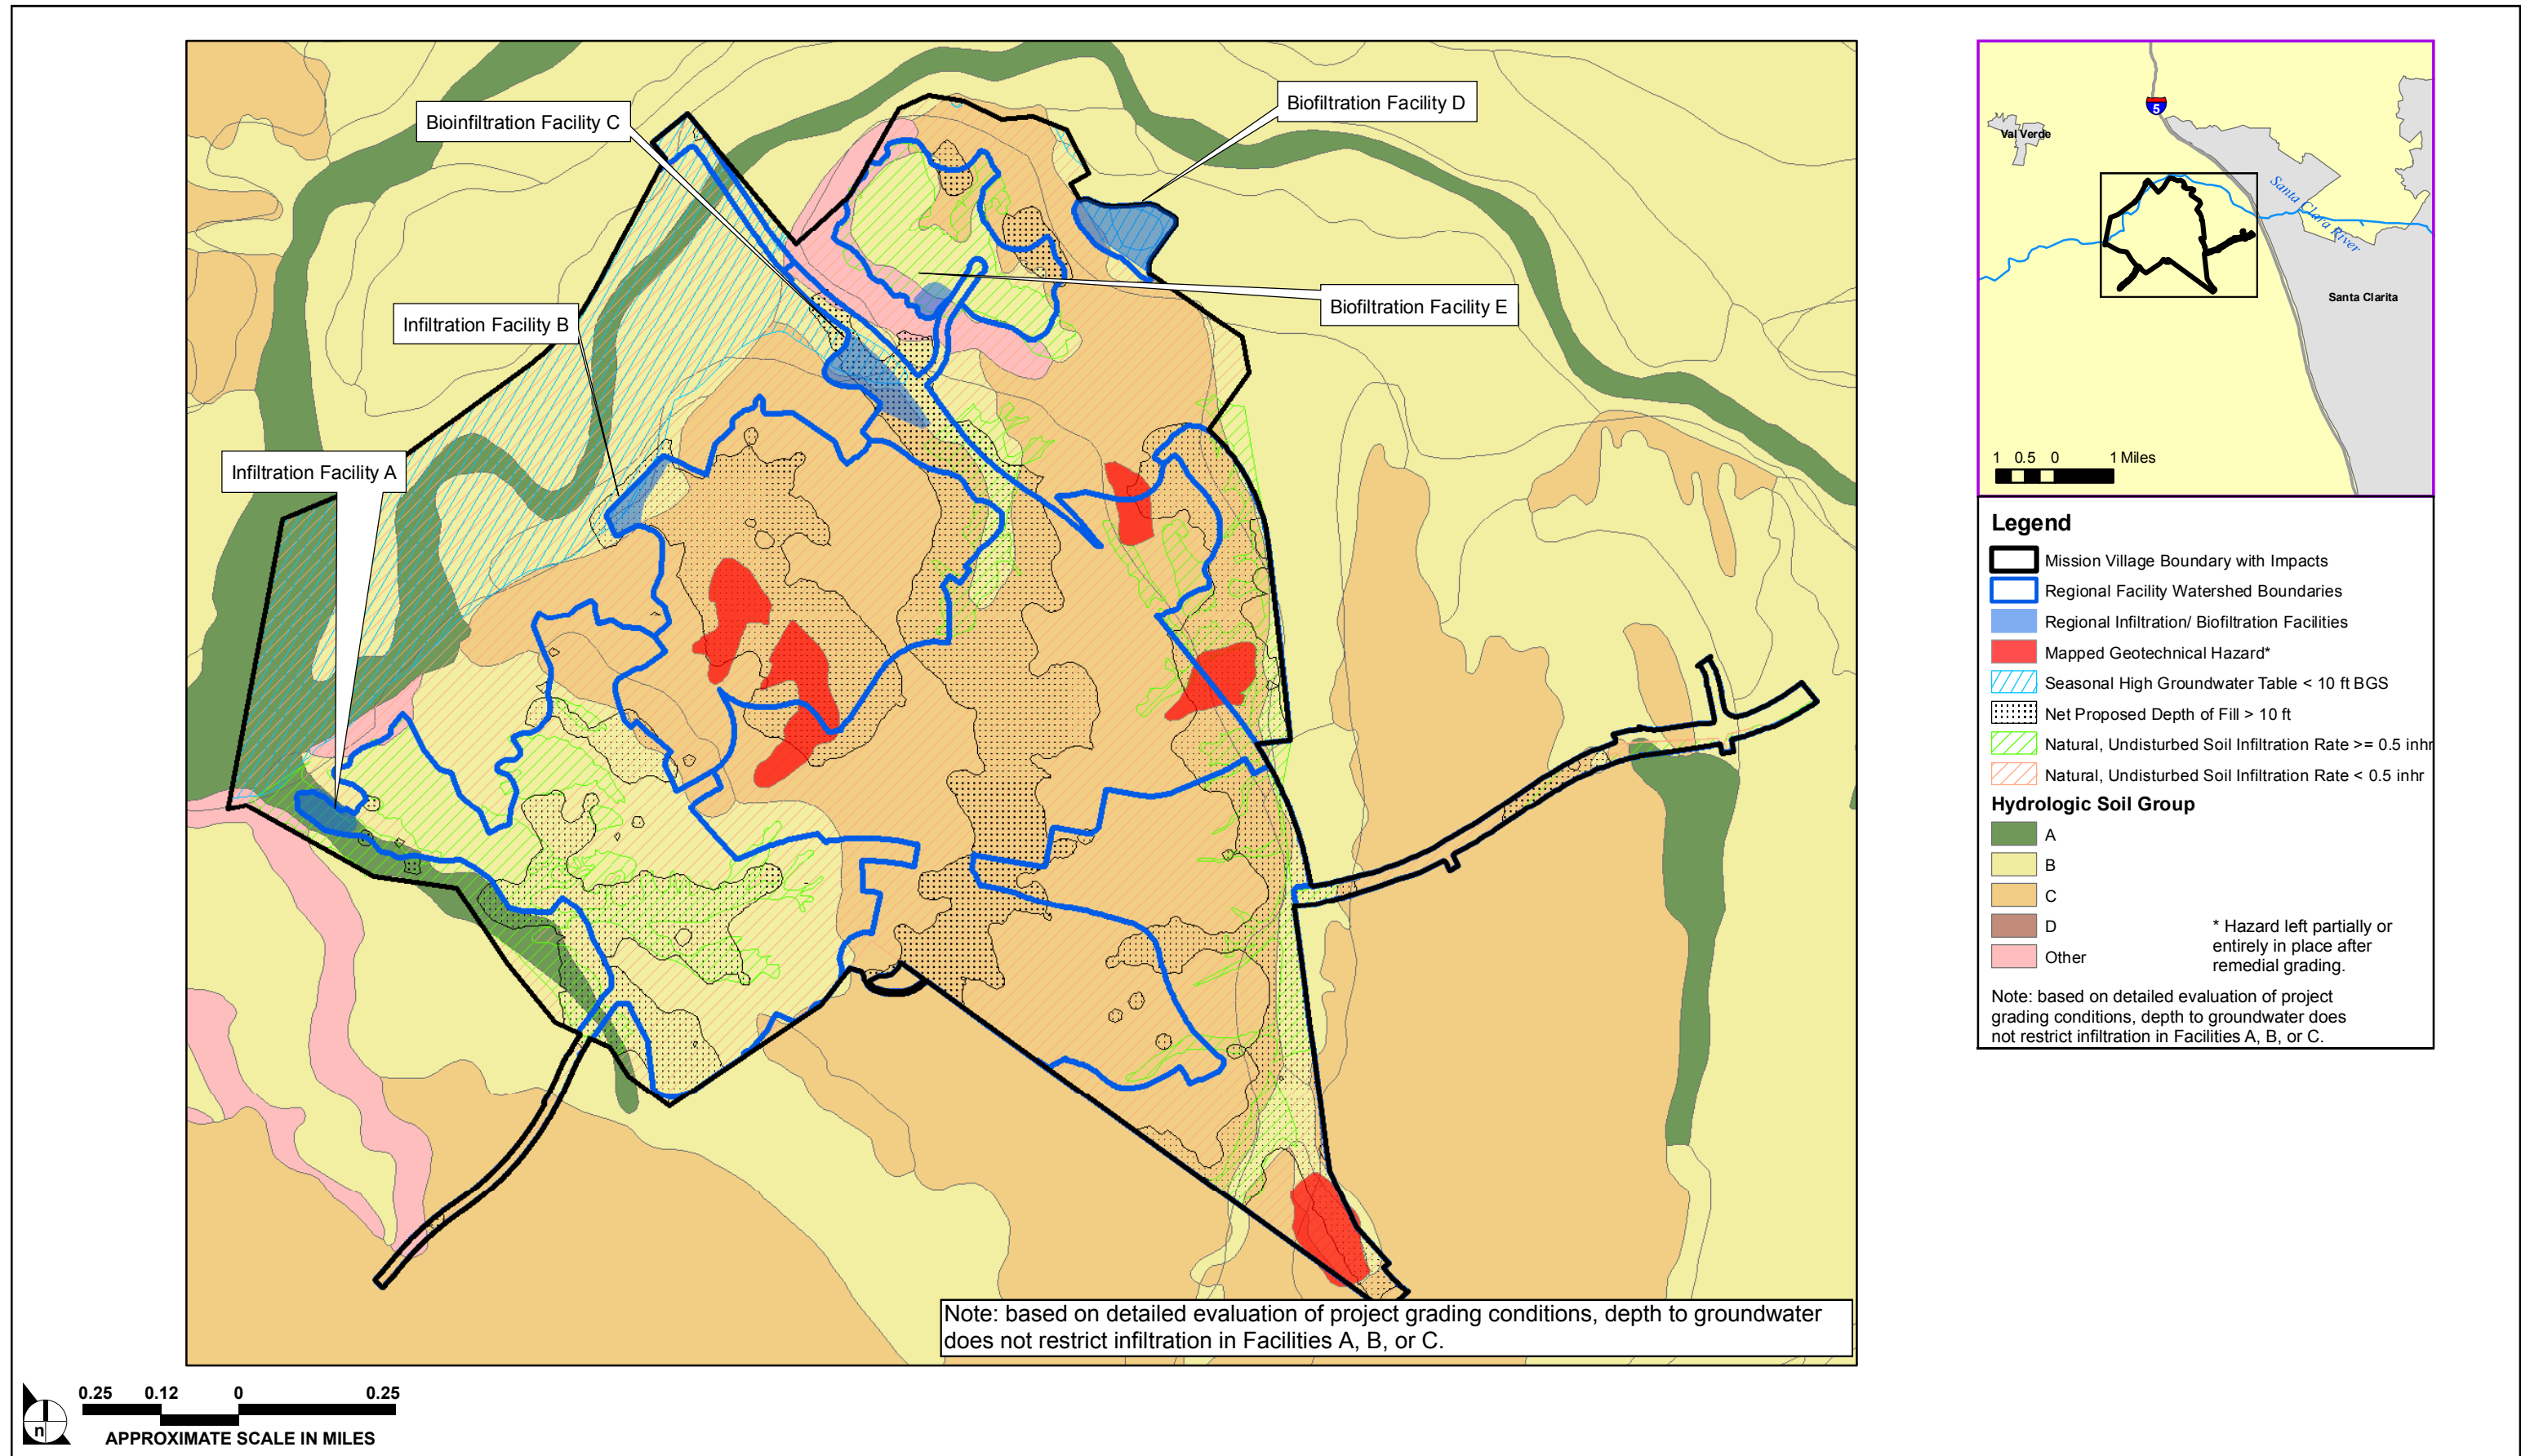 Bioinfiltration Facility C
Biofiltration Facility D
Infiltration Facility B
Biofiltration Facility E
Infiltration Facility A
Note: based on detailed evaluation of project grading conditions, depth to groundwater
does not restrict infiltration in Facilities A, B, or C.
n
0.25 0.12 0 0.25
APPROXIMATE SCALE IN MILES
5
Val Verde
Santa Clara River
Santa Clarita
1 0.5 0 1 Miles
Legend
Mission Village Boundary with Impacts
Regional Facility Watershed Boundaries
Regional Infiltration/ Biofiltration Facilities
Mapped Geotechnical Hazard*
Seasonal High Groundwater Table < 10 ft BGS
Net Proposed Depth of Fill > 10 ft
Natural, Undisturbed Soil Infiltration Rate >= 0.5 inhr
Natural, Undisturbed Soil Infiltration Rate < 0.5 inhr
Hydrologic Soil Group
A
B
C
D
Other
* Hazard left partially or
entirely in place after
remedial grading.
Note: based on detailed evaluation of project
grading conditions, depth to groundwater does
not restrict infiltration in Facilities A, B, or C.